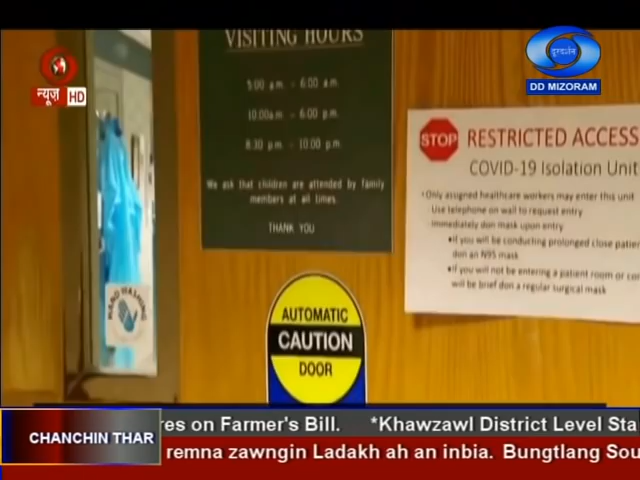 VISITING HOURS
5:00 a.m. - 6:00 a.m.
10:00a.m - 6:00 p.m.
8:30 p.m. - 10:00 p.m.
We ask that children are attended by family
members at all times.
THANK YOU
न्यूज़ HD
दूरदर्शन
DD MIZORAM
STOP RESTRICTED ACCESS
COVID-19 Isolation Unit
Only assigned healthcare workers may enter this unit
Use telephone on wall to request entry
Immediately don mask upon entry
If you will be conducting prolonged close patie
don an N95 mask
If you will not be entering a patient room or co
will be brief don a regular surgical mask
HAND WASHING
AUTOMATIC
CAUTION
DOOR
CHANCHIN THAR
res on Farmer's Bill. *Khawzawl District Level Sta
remna zawngin Ladakh ah an inbia. Bungtlang Sou